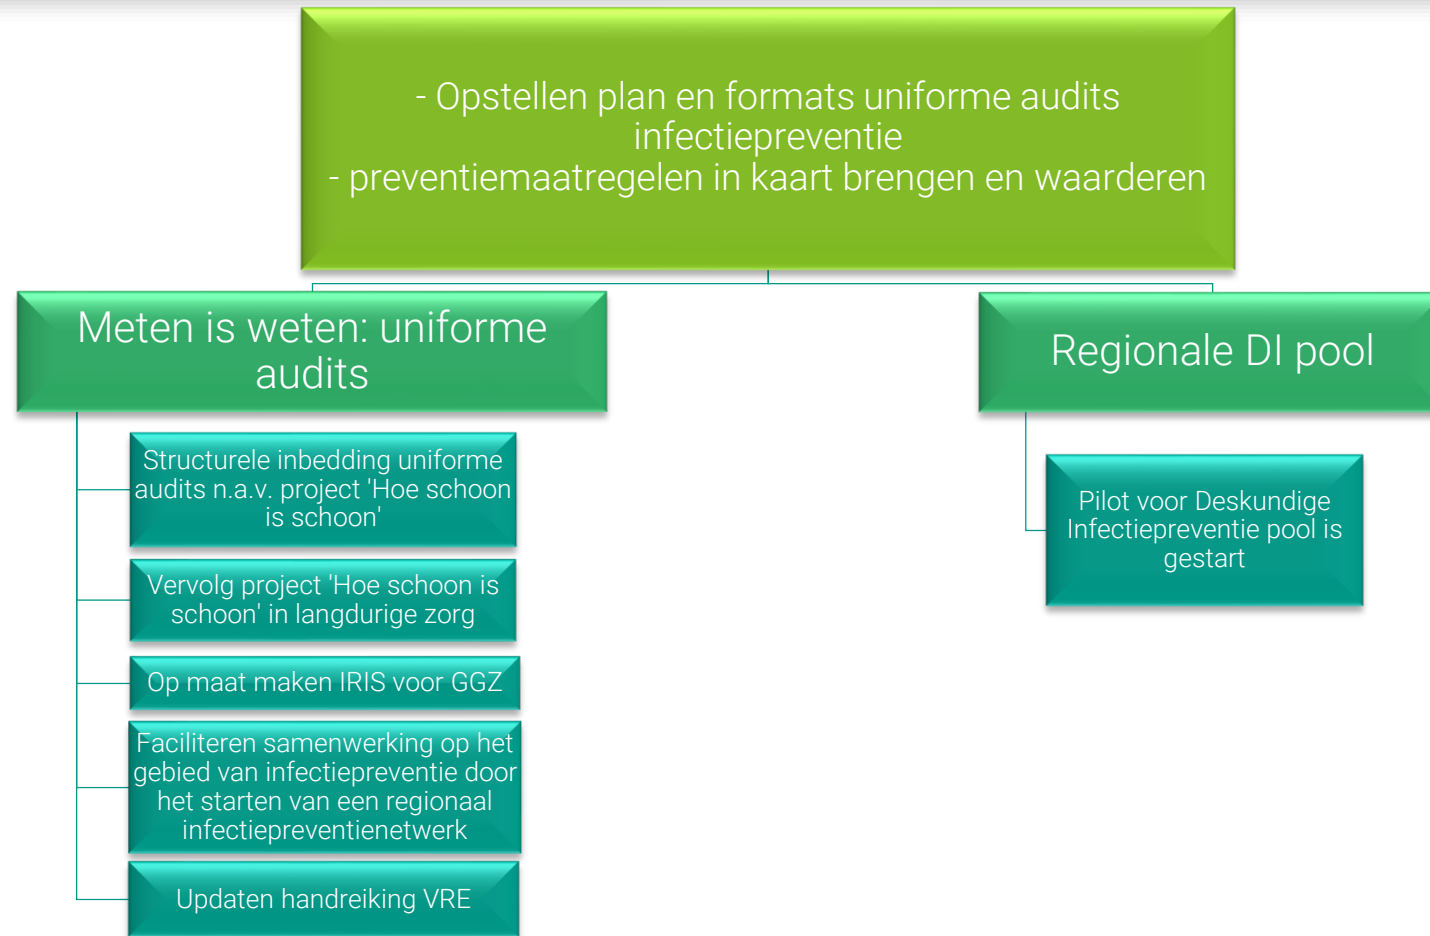 - Opstellen plan en formats uniforme audits
infectiepreventie
- preventiemaatregelen in kaart brengen en waarderen
Meten is weten: uniforme
audits
Structurele inbedding uniforme
audits n.a.v. project 'Hoe schoon
is schoon'
Vervolg project 'Hoe schoon is
schoon' in langdurige zorg
Op maat maken IRIS voor GGZ
Faciliteren samenwerking op het
gebied van infectiepreventie door
het starten van een regionaal
infectiepreventienetwerk
Updaten handreiking VRE
Regionale DI pool
Pilot voor Deskundige
Infectiepreventie pool is
gestart